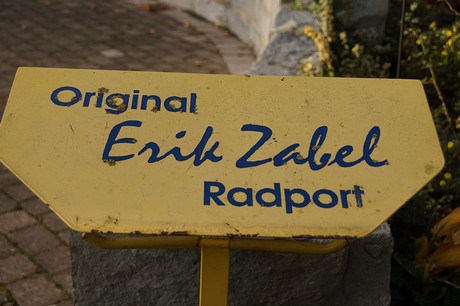 Original
Erik Zabel
Radport